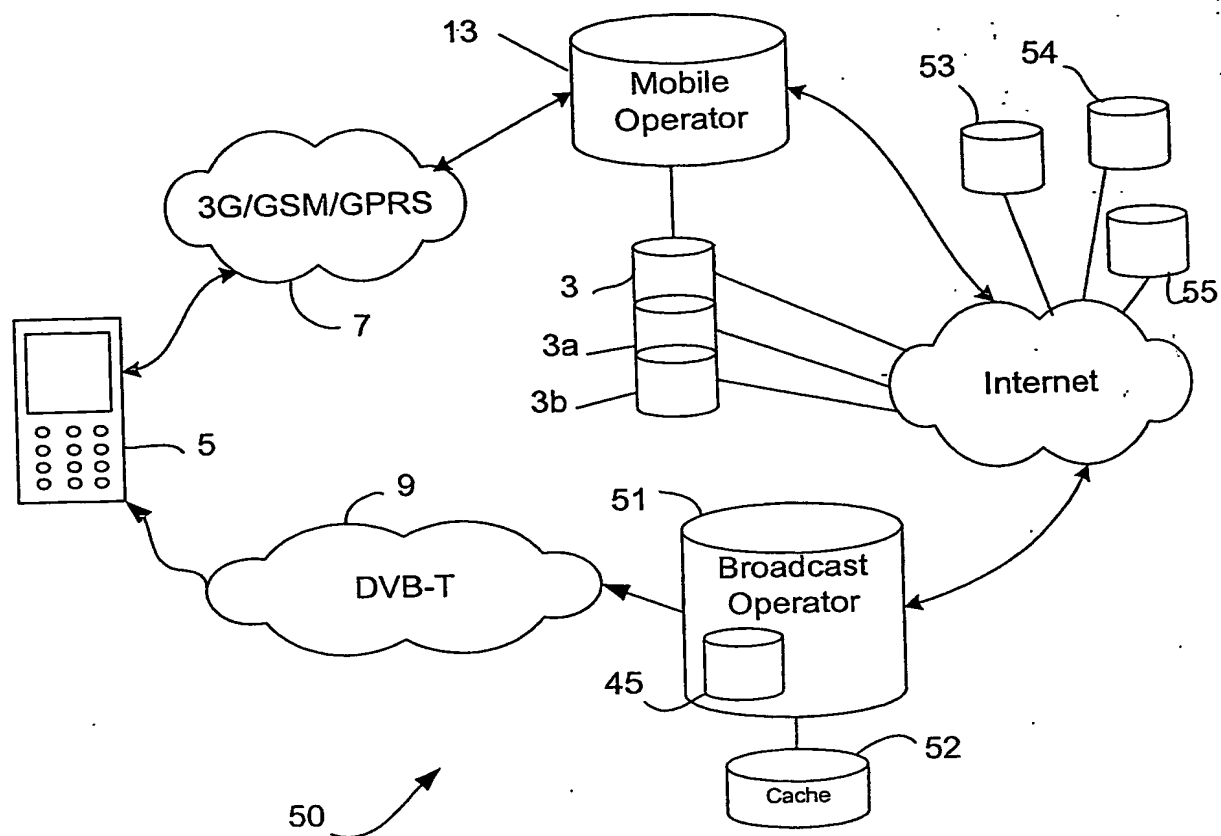 13
Mobile
Operator
53
54
3G/GSM/GPRS
55
3
7
3a
Internet
3b
5
9
51
DVB-T
Broadcast
Operator
45
52
Cache
50